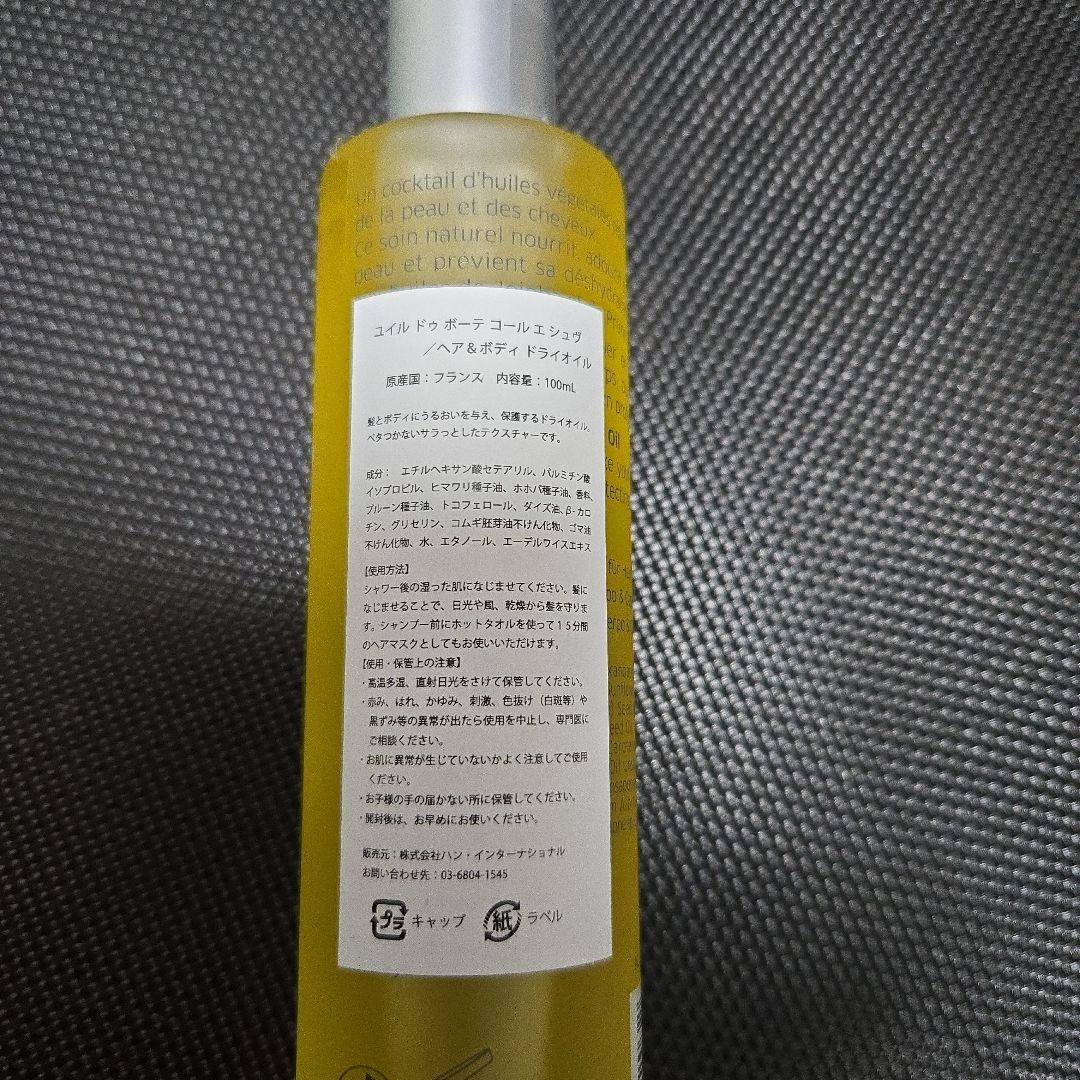 Un cocktail d'huiles végétales
de la peau et des cheveux
Ce soin naturel nourrit, adouc
peau et prévient sa déshydra
ユイル ドゥ ボーテ コール エ シュヴ
／ヘア＆ボディ ドライオイル
原産国：フランス 内容量：100mL
髪とボディにうるおいを与え、保護するドライオイル。
ベタつかないサラっとしたテクスチャーです。
成分： エチルヘキサン酸セテアリル、パルミチン酸
イソプロピル、ヒマワリ種子油、ホホバ種子油、香料、
プルーン種子油、トコフェロール、ダイズ油、β-カロ
チン、グリセリン、コムギ胚芽油不けん化物、ゴマ油
不けん化物、水、エタノール、エーデルワイスエキス
【使用方法】
シャワー後の湿った肌になじませてください。髪に
なじませることで、日光や風、乾燥から髪を守りま
す。シャンプー前にホットタオルを使って15分間
のヘアマスクとしてもお使いいただけます。
【使用・保管上の注意】
・高温多湿、直射日光をさけて保管してください。
・赤み、はれ、かゆみ、刺激、色抜け（白斑等）や
黒ずみ等の異常が出たら使用を中止し、専門医に
ご相談ください。
・お肌に異常が生じていないかよく注意してご使用
ください。
・お子様の手の届かない所に保管してください。
・開封後は、お早めにお使いください。
販売元：株式会社ハン・インターナショナル
お問い合わせ先：03-6804-1545
プラ キャップ 紙 ラベル
oil